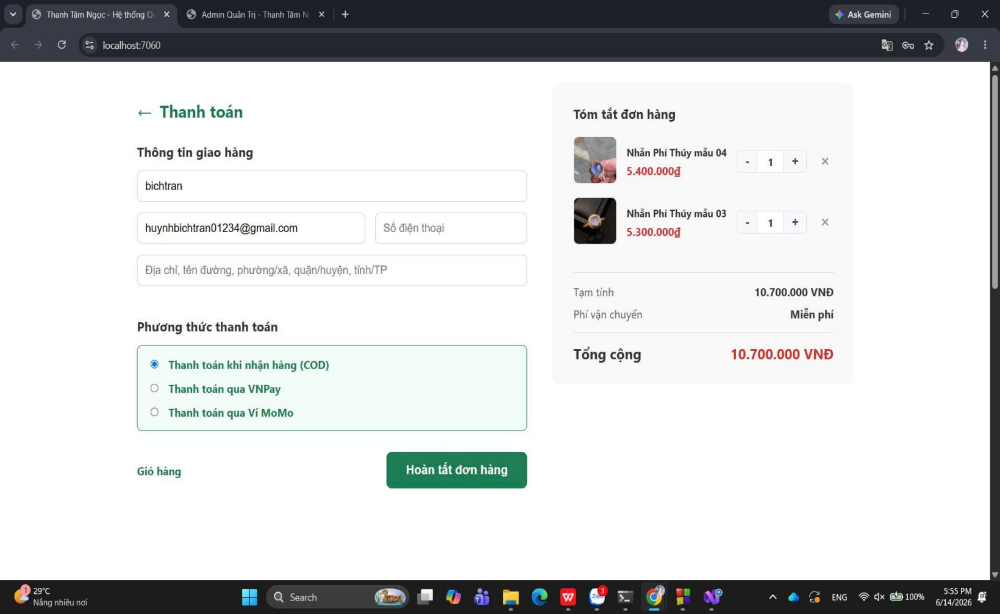 Thanh Tâm Ngọc - Hệ thống Qu
Admin Quản Trị - Thanh Tâm N
Ask Gemini
localhost:7060
← Thanh toán
Thông tin giao hàng
bichtran
huynhbichtran01234@gmail.com
Số điện thoại
Địa chỉ, tên đường, phường/xã, quận/huyện, tỉnh/TP
Phương thức thanh toán
Thanh toán khi nhận hàng (COD)
Thanh toán qua VNPay
Thanh toán qua Ví MoMo
Giỏ hàng
Hoàn tất đơn hàng
Tóm tắt đơn hàng
Nhẫn Phỉ Thúy mẫu 04
5.400.000₫
- 1 + ×
Nhẫn Phỉ Thúy mẫu 03
5.300.000₫
- 1 + ×
Tạm tính 10.700.000 VNĐ
Phí vận chuyển Miễn phí
Tổng cộng 10.700.000 VNĐ
1
29°C
Nắng nhiều nơi
Search
Zalo
3
ENG
100%
5:55 PM
6/14/2026